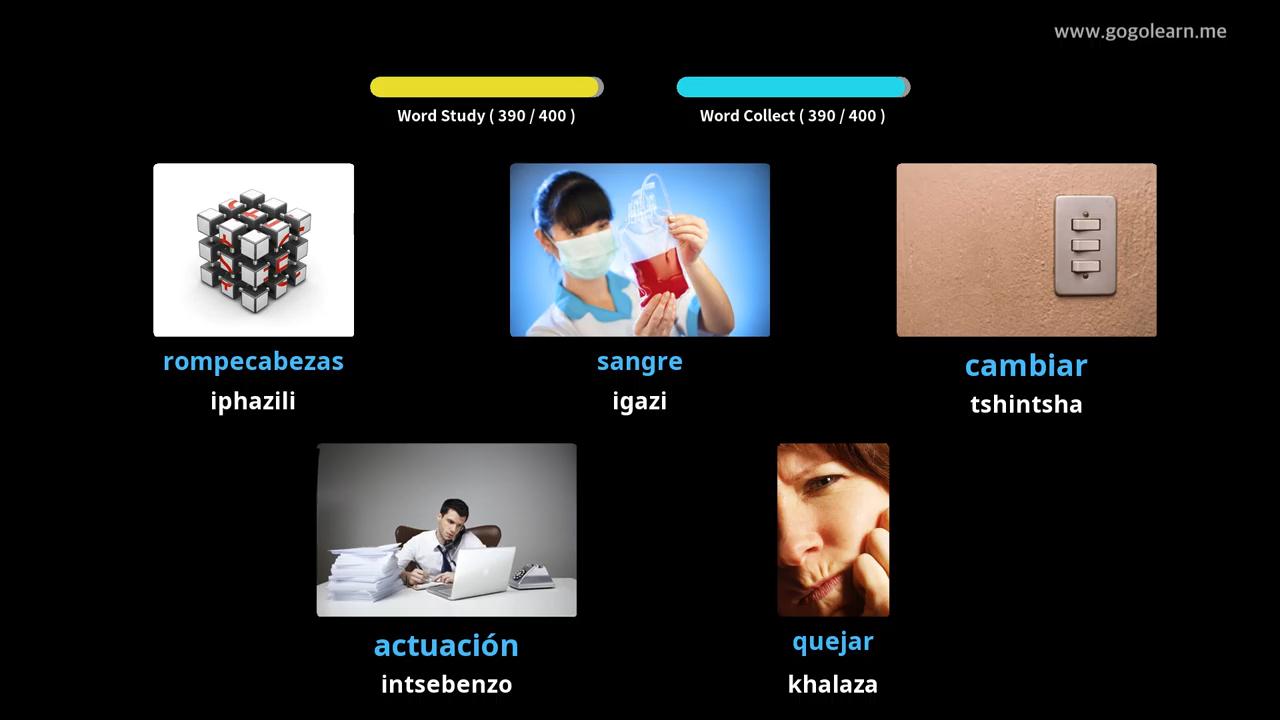 www.gogolearn.me
Word Study ( 390 / 400 )
Word Collect ( 390 / 400 )
rompecabezas
iphazili
sangre
igazi
cambiar
tshintsha
actuación
intsebenzo
quejar
khalaza